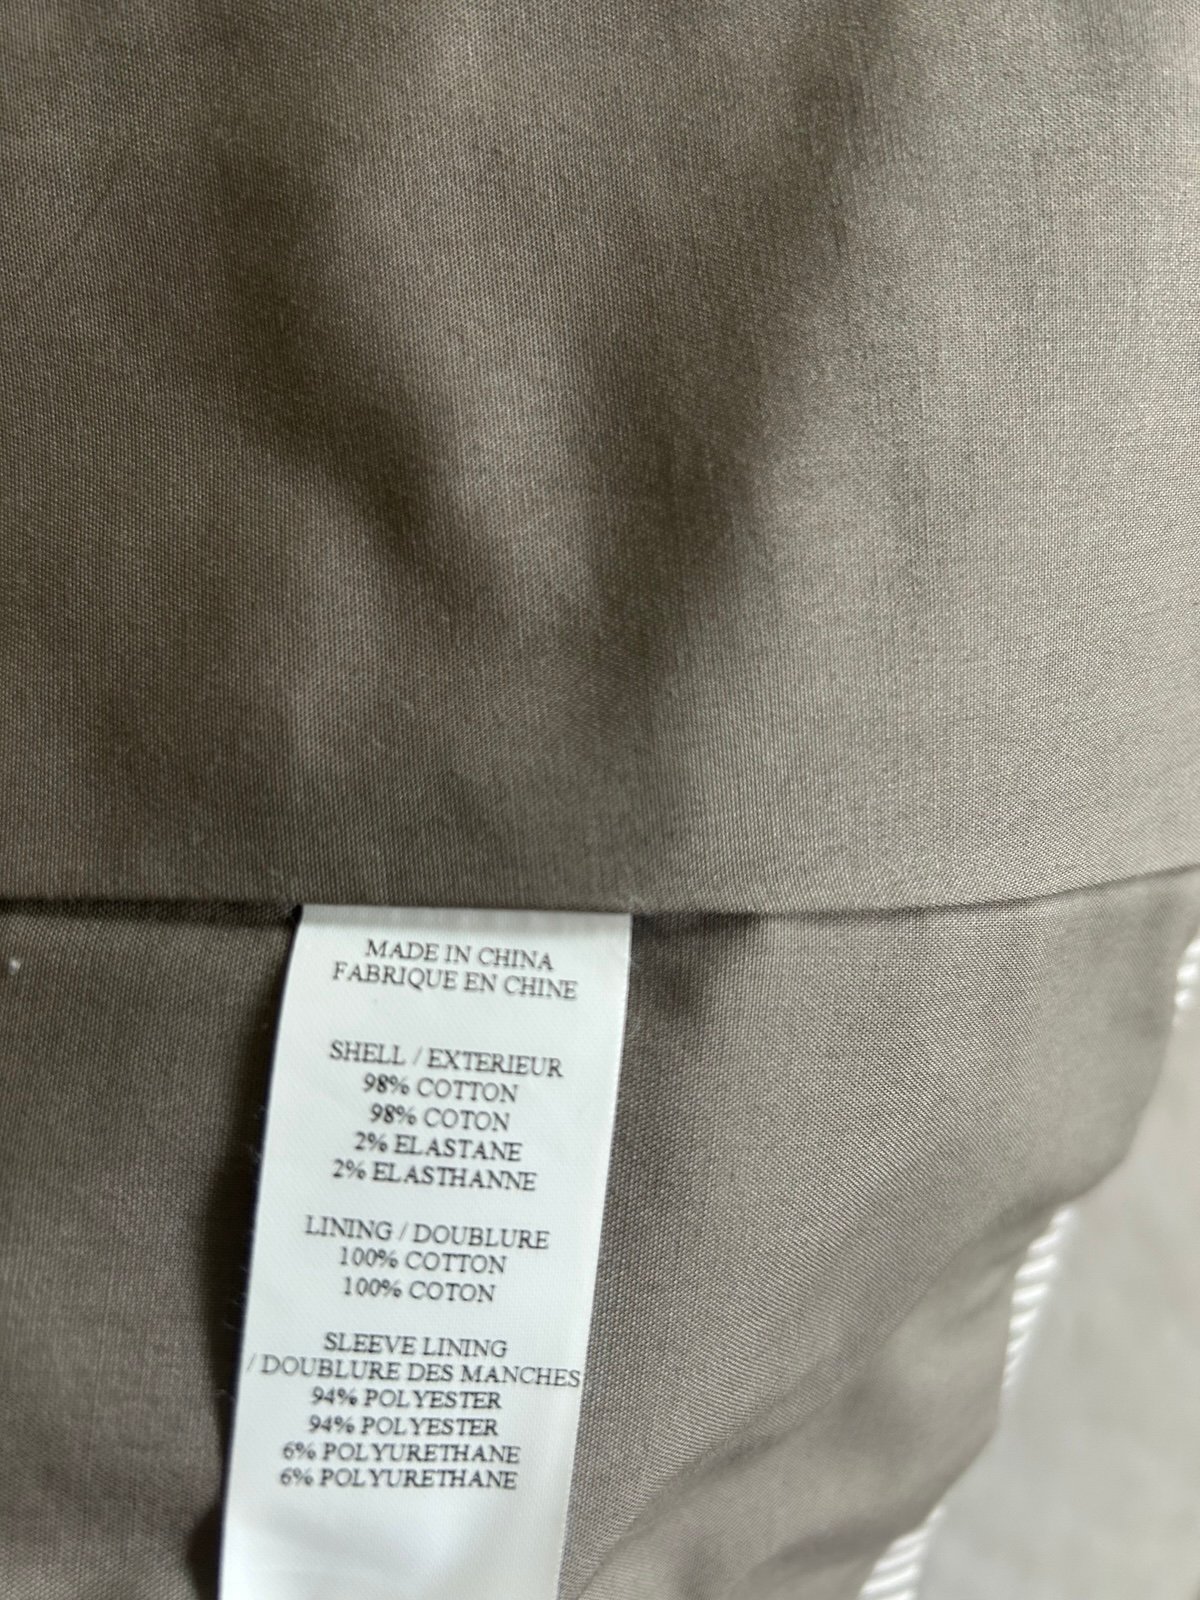 MADE IN CHINA
FABRIQUE EN CHINE
SHELL / EXTERIEUR
98% COTTON
98% COTON
2% ELASTANE
2% ELASTHANNE
LINING / DOUBLURE
100% COTTON
100% COTON
SLEEVE LINING
/ DOUBLURE DES MANCHES
94% POLYESTER
94% POLYESTER
6% POLYURETHANE
6% POLYURETHANE